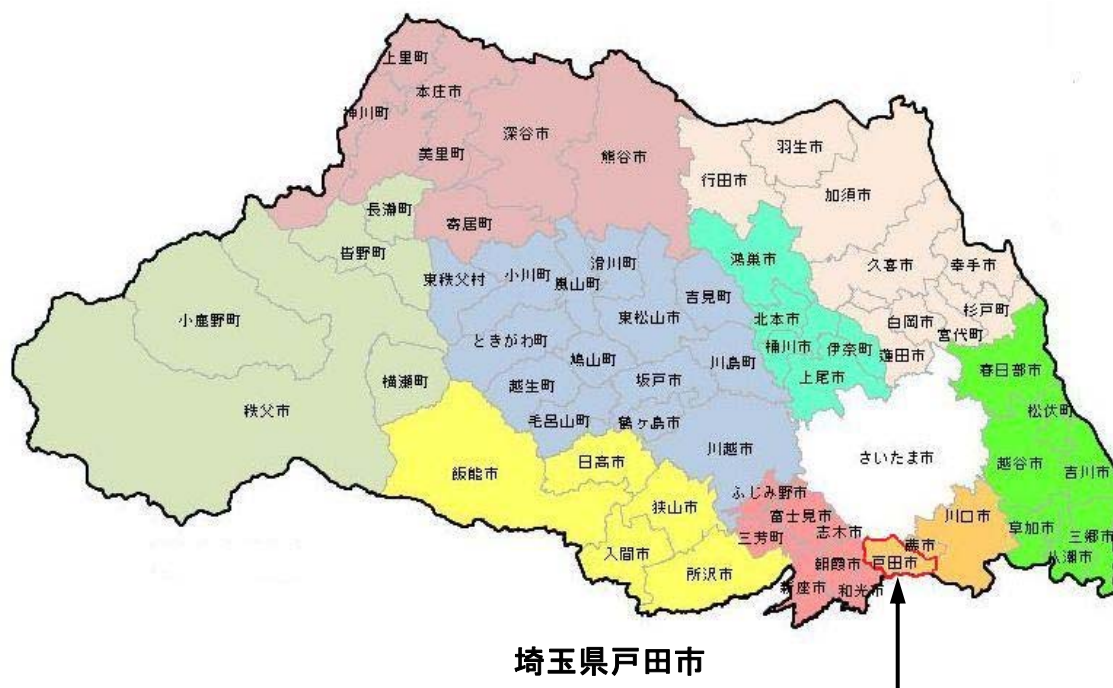 上里町
本庄市
神川町
美里町
深谷市
熊谷市
行田市
羽生市
加須市
長瀞町
寄居町
皆野町
東秩父村
小川町
嵐山町
滑川町
吉見町
鴻巣市
久喜市
幸手市
小鹿野町
ときがわ町
東松山市
北本市
白岡市
杉戸町
宮代町
桶川市
伊奈町
蓮田市
鳩山町
川島町
上尾市
春日部市
横瀬町
越生町
坂戸市
秩父市
毛呂山町
鶴ヶ島市
松伏町
川越市
さいたま市
飯能市
日高市
越谷市
吉川市
ふじみ野市
狭山市
富士見市
川口市
三芳町
志木市
草加市
三郷市
入間市
蕨市
八潮市
所沢市
朝霞市
戸田市
新座市
和光市
埼玉県戸田市